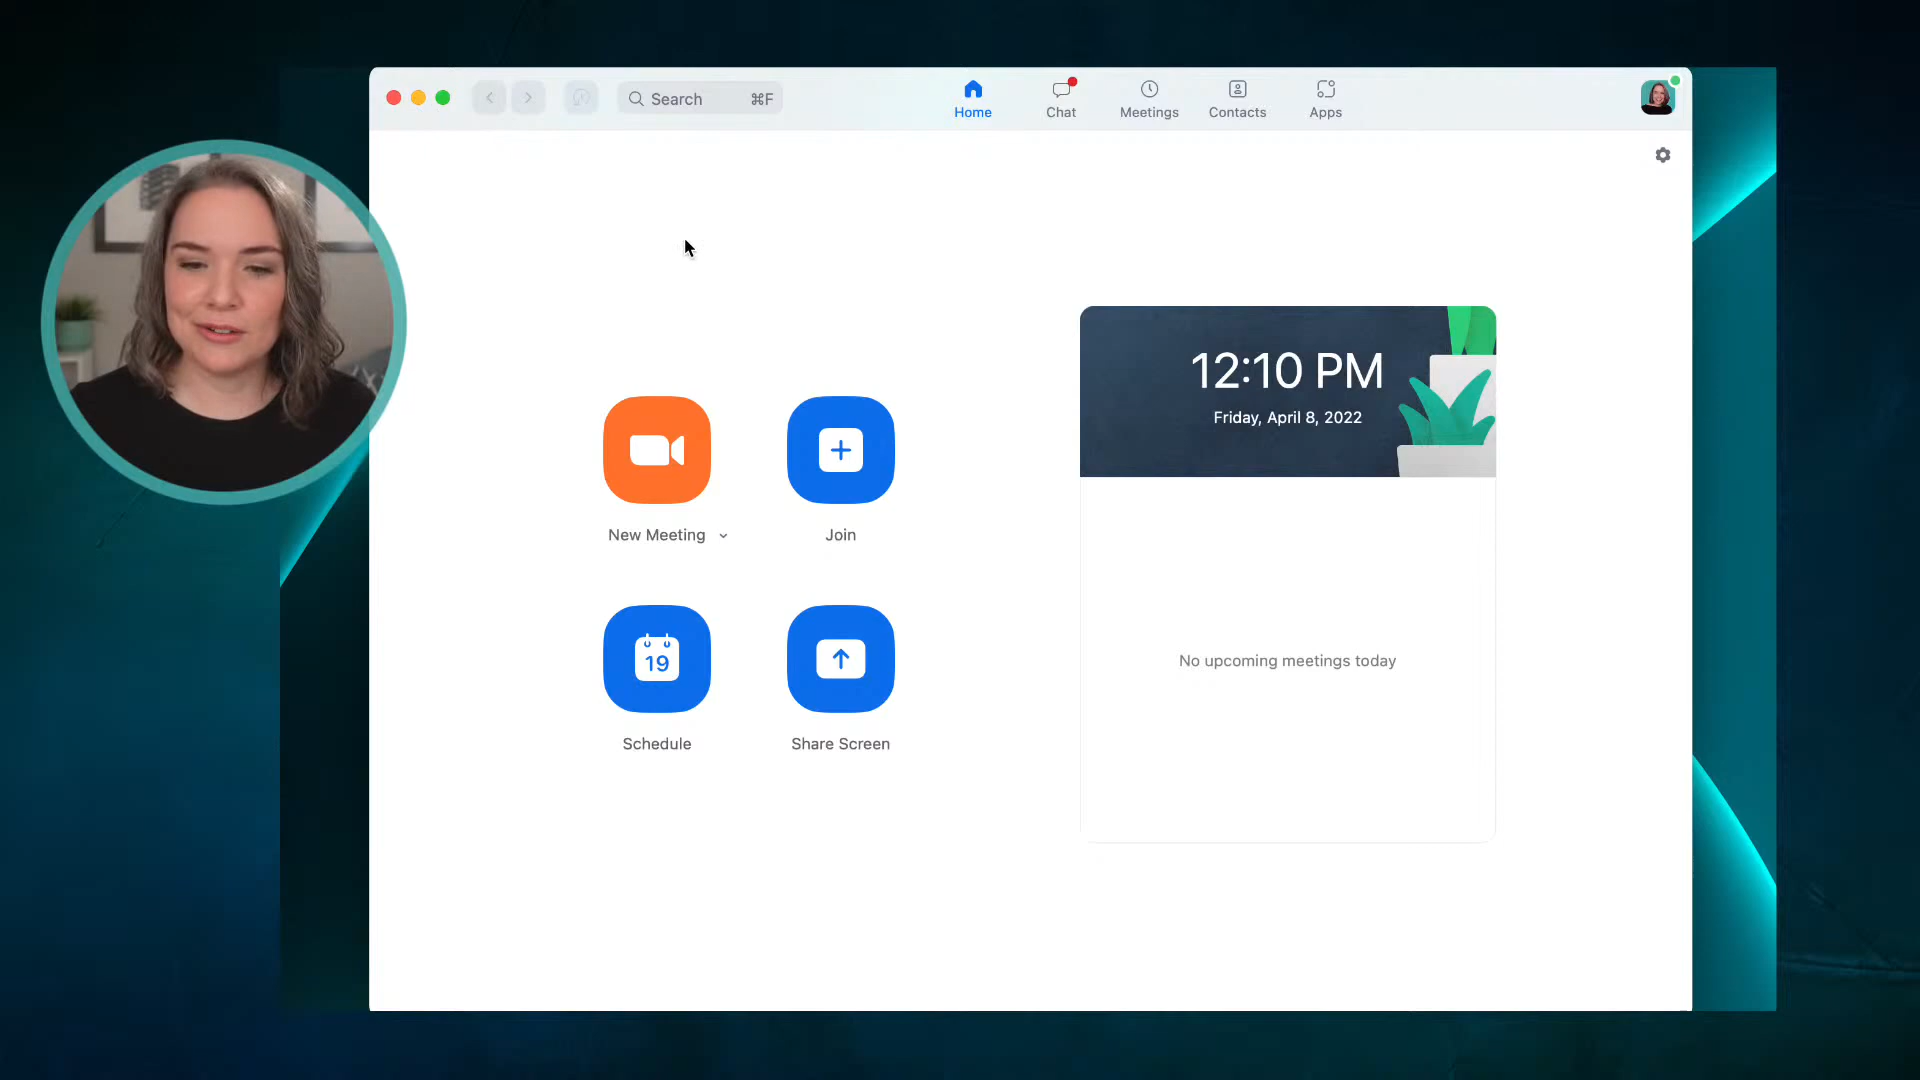 Search ⌘F
Home
Chat
Meetings
Contacts
Apps
12:10 PM
Friday, April 8, 2022
New Meeting
Join
19
Schedule
Share Screen
No upcoming meetings today